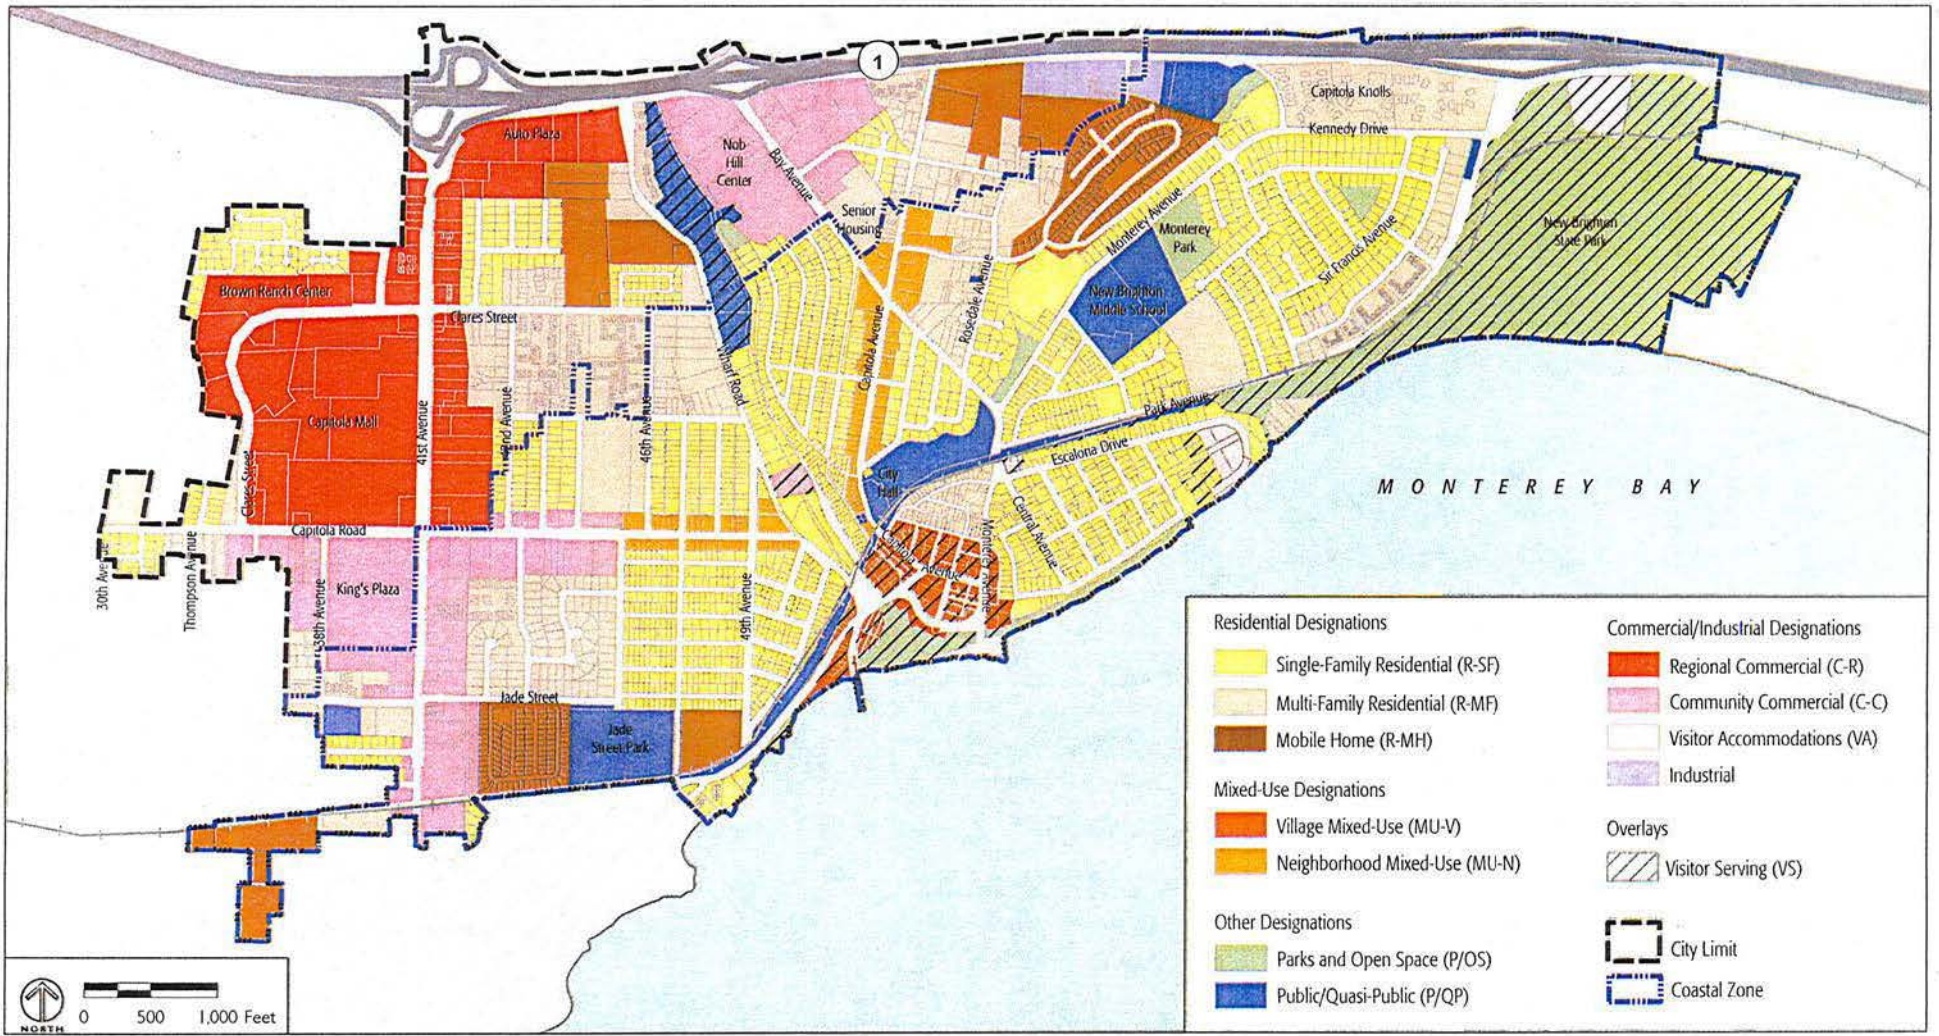 1
Auto Plaza
Capitola Knolls
Kennedy Drive
Nob
Hill
Center
Bay Avenue
Senior
Housing
Monterey Avenue
Monterey
Park
Sir Francis Avenue
New Brighton
State Park
Brown Ranch Center
Clares Street
New Brighton
Middle School
Rosedale Avenue
Capitola Avenue
Wharf Road
Capitola Mall
41st Avenue
42nd Avenue
46th Avenue
Park Avenue
Escalona Drive
Clares Street
City
Hall
MONTEREY BAY
Capitola Road
Central Avenue
Monterey Avenue
Capitola Avenue
30th Avenue
Thompson Avenue
38th Avenue
King's Plaza
49th Avenue
Jade Street
Jade
Street Park
Residential Designations
Single-Family Residential (R-SF)
Multi-Family Residential (R-MF)
Mobile Home (R-MH)
Mixed-Use Designations
Village Mixed-Use (MU-V)
Neighborhood Mixed-Use (MU-N)
Other Designations
Parks and Open Space (P/OS)
Public/Quasi-Public (P/QP)
Commercial/Industrial Designations
Regional Commercial (C-R)
Community Commercial (C-C)
Visitor Accommodations (VA)
Industrial
Overlays
Visitor Serving (VS)
City Limit
Coastal Zone
NORTH
0 500 1,000 Feet